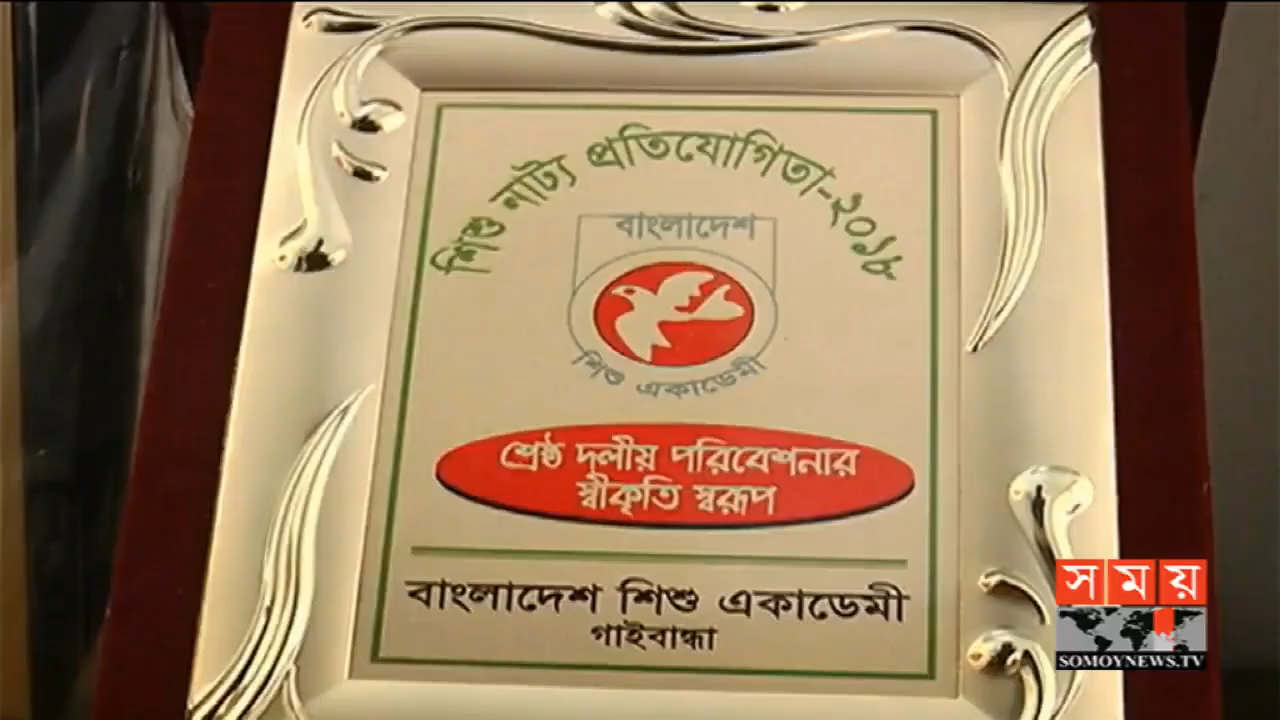 শিশু নাট্য প্রতিযোগিতা-২০১৮
বাংলাদেশ
শিশু একাডেমী
শ্রেষ্ঠ দলীয় পরিবেশনার
স্বীকৃতি স্বরূপ
বাংলাদেশ শিশু একাডেমী
গাইবান্ধা
সময়
SOMOYNEWS.TV